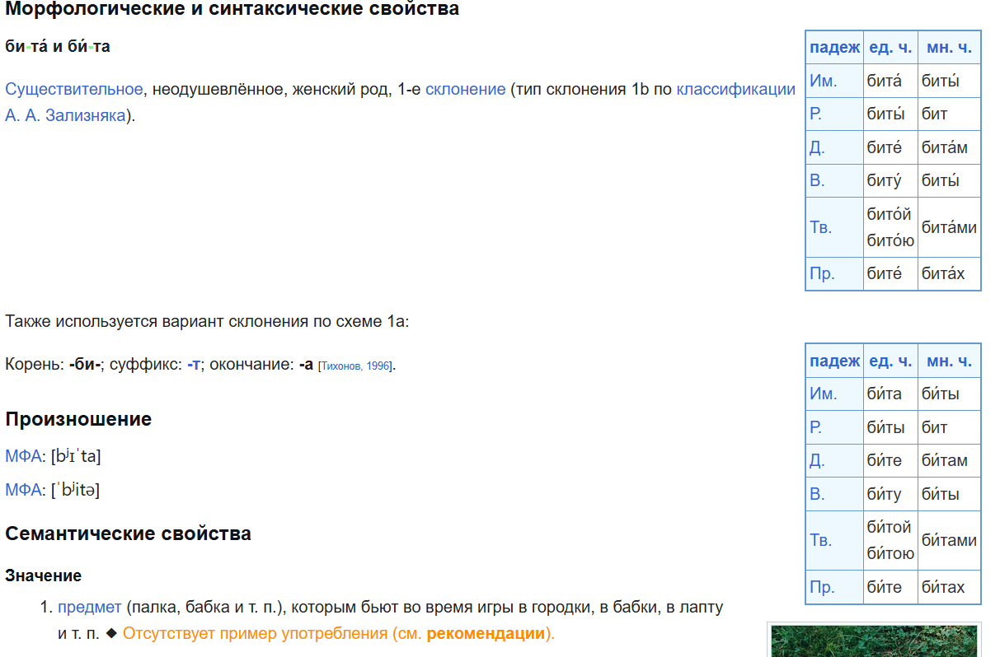 Морфологические и синтаксические свойства
би-та́ и би́-та
Существительное, неодушевлённое, женский род, 1-е склонение (тип склонения 1b по классификации
А. А. Зализняка).
падеж ед. ч. мн. ч.
Им. бита́ биты́
Р. биты́ бит
Д. бите́ бита́м
В. биту́ биты́
Тв. бито́й бито́ю бита́ми
Пр. бите́ бита́х
Также используется вариант склонения по схеме 1a:
Корень: -би-; суффикс: -т; окончание: -а [Тихонов, 1996].
падеж ед. ч. мн. ч.
Им. би́та би́ты
Р. би́ты бит
Д. би́те би́там
В. би́ту би́ты
Тв. би́той би́тою би́тами
Пр. би́те би́тах
Произношение
МФА: [bʲɪˈta]
МФА: [ˈbʲitə]
Семантические свойства
Значение
1. предмет (палка, бабка и т. п.), которым бьют во время игры в городки, в бабки, в лапту
и т. п. ◆ Отсутствует пример употребления (см. рекомендации).